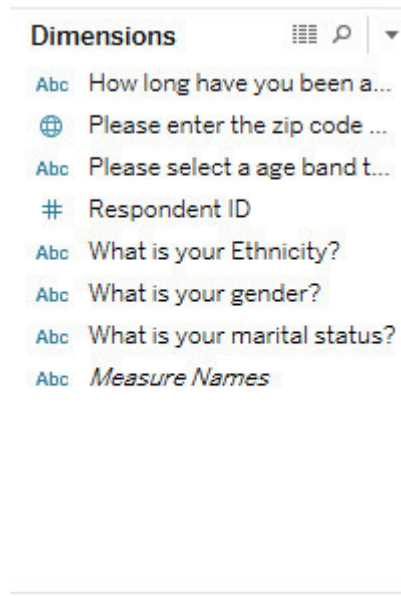 Dimensions
Abc How long have you been a...
Please enter the zip code ...
Abc Please select a age band t...
# Respondent ID
Abc What is your Ethnicity?
Abc What is your gender?
Abc What is your marital status?
Abc Measure Names